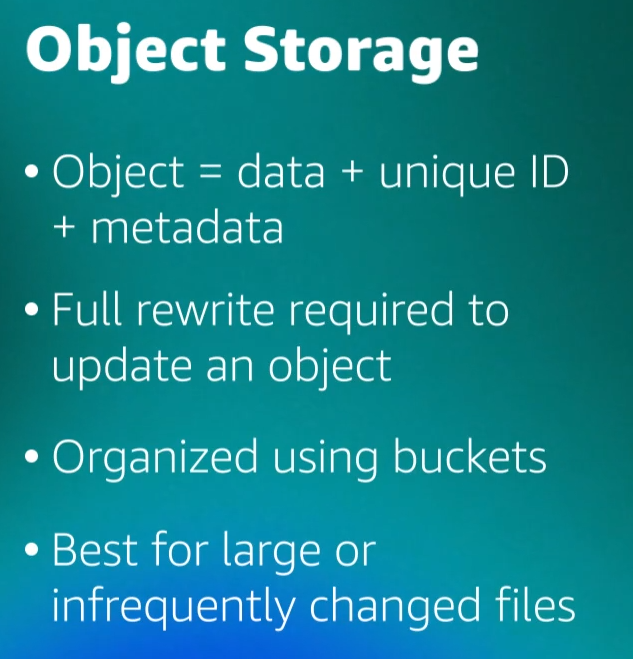 Object Storage
• Object = data + unique ID
+ metadata
• Full rewrite required to
update an object
• Organized using buckets
• Best for large or
infrequently changed files